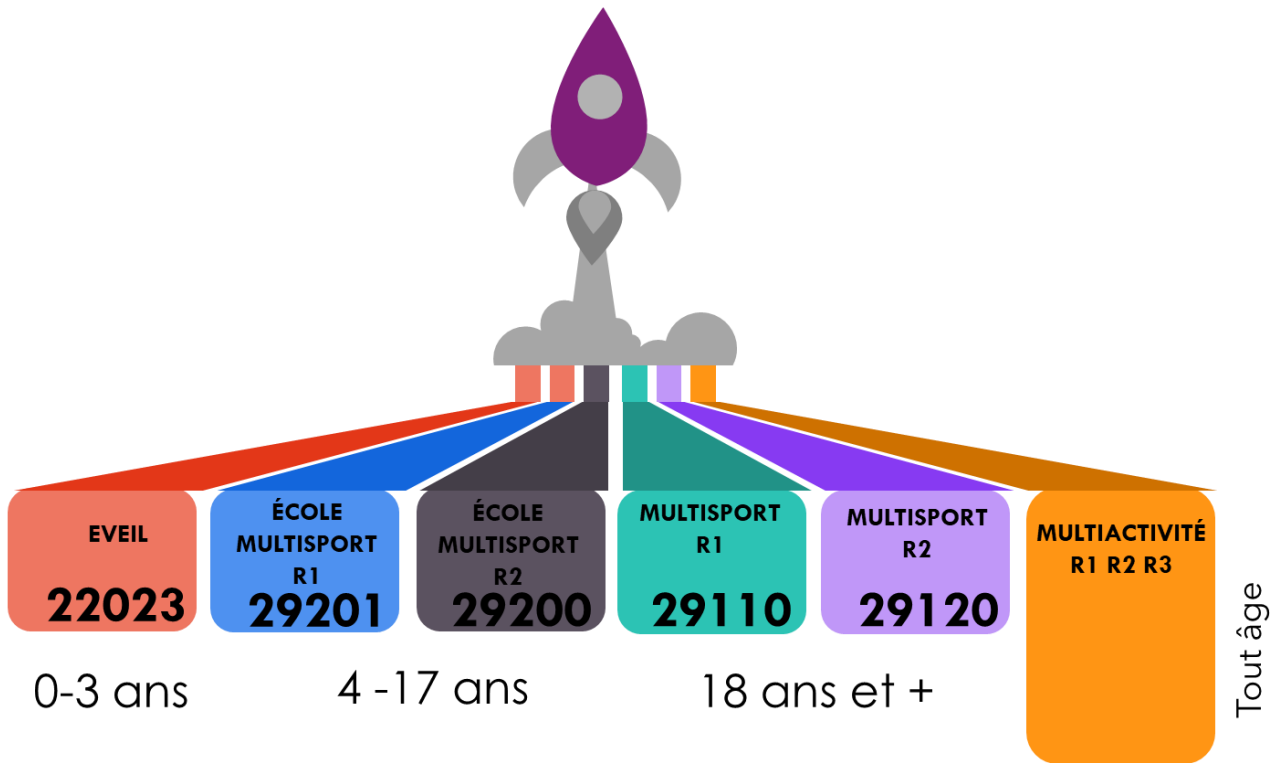 EVEIL
22023
ÉCOLE
MULTISPORT
R1
29201
ÉCOLE
MULTISPORT
R2
29200
MULTISPORT
R1
29110
MULTISPORT
R2
29120
MULTIACTIVITÉ
R1 R2 R3
0-3 ans
4 -17 ans
18 ans et +
Tout âge